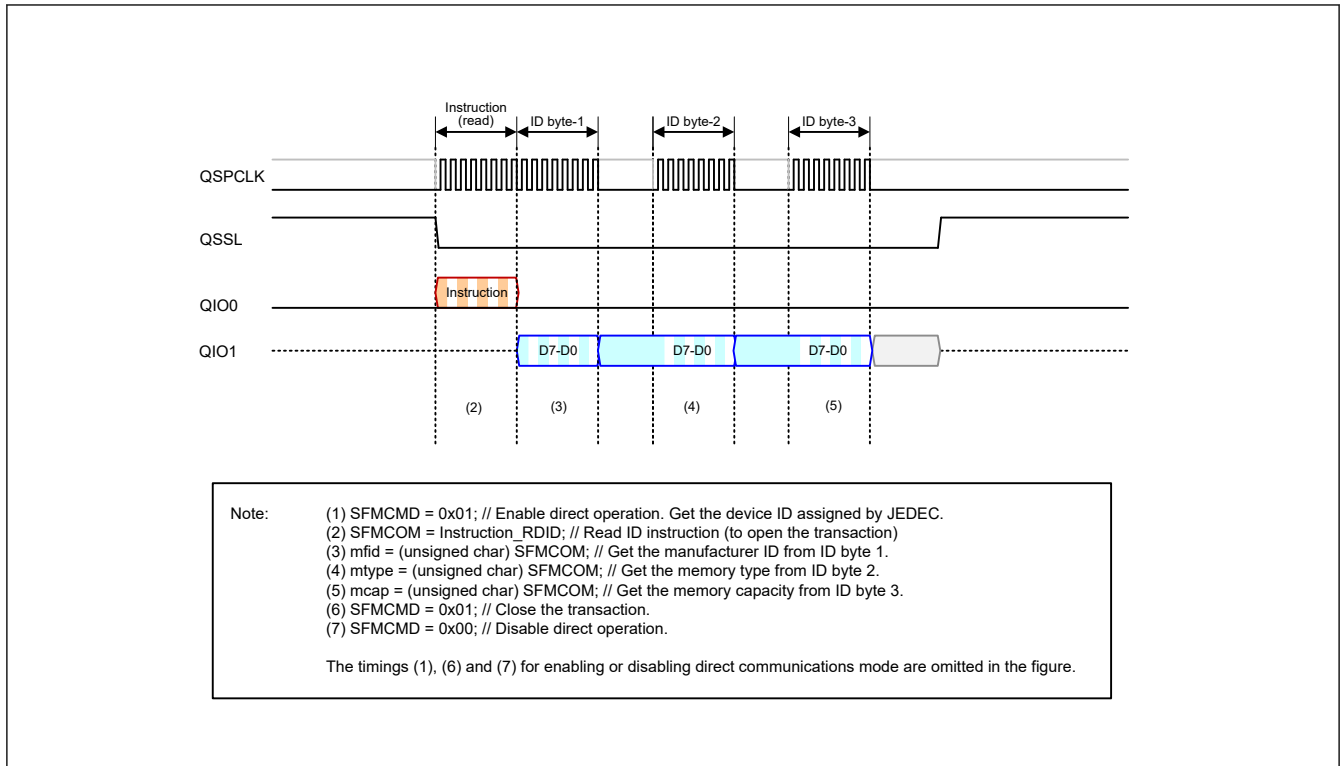 Instruction
(read)
ID byte-1
ID byte-2
ID byte-3
QSPCLK
QSSL
QIO0
Instruction
QIO1
D7-D0
D7-D0
D7-D0
(2)
(3)
(4)
(5)
Note:
(1) SFMCMD = 0x01; // Enable direct operation. Get the device ID assigned by JEDEC.
(2) SFMCOM = Instruction_RDID; // Read ID instruction (to open the transaction)
(3) mfid = (unsigned char) SFMCOM; // Get the manufacturer ID from ID byte 1.
(4) mtype = (unsigned char) SFMCOM; // Get the memory type from ID byte 2.
(5) mcap = (unsigned char) SFMCOM; // Get the memory capacity from ID byte 3.
(6) SFMCMD = 0x01; // Close the transaction.
(7) SFMCMD = 0x00; // Disable direct operation.
The timings (1), (6) and (7) for enabling or disabling direct communications mode are omitted in the figure.